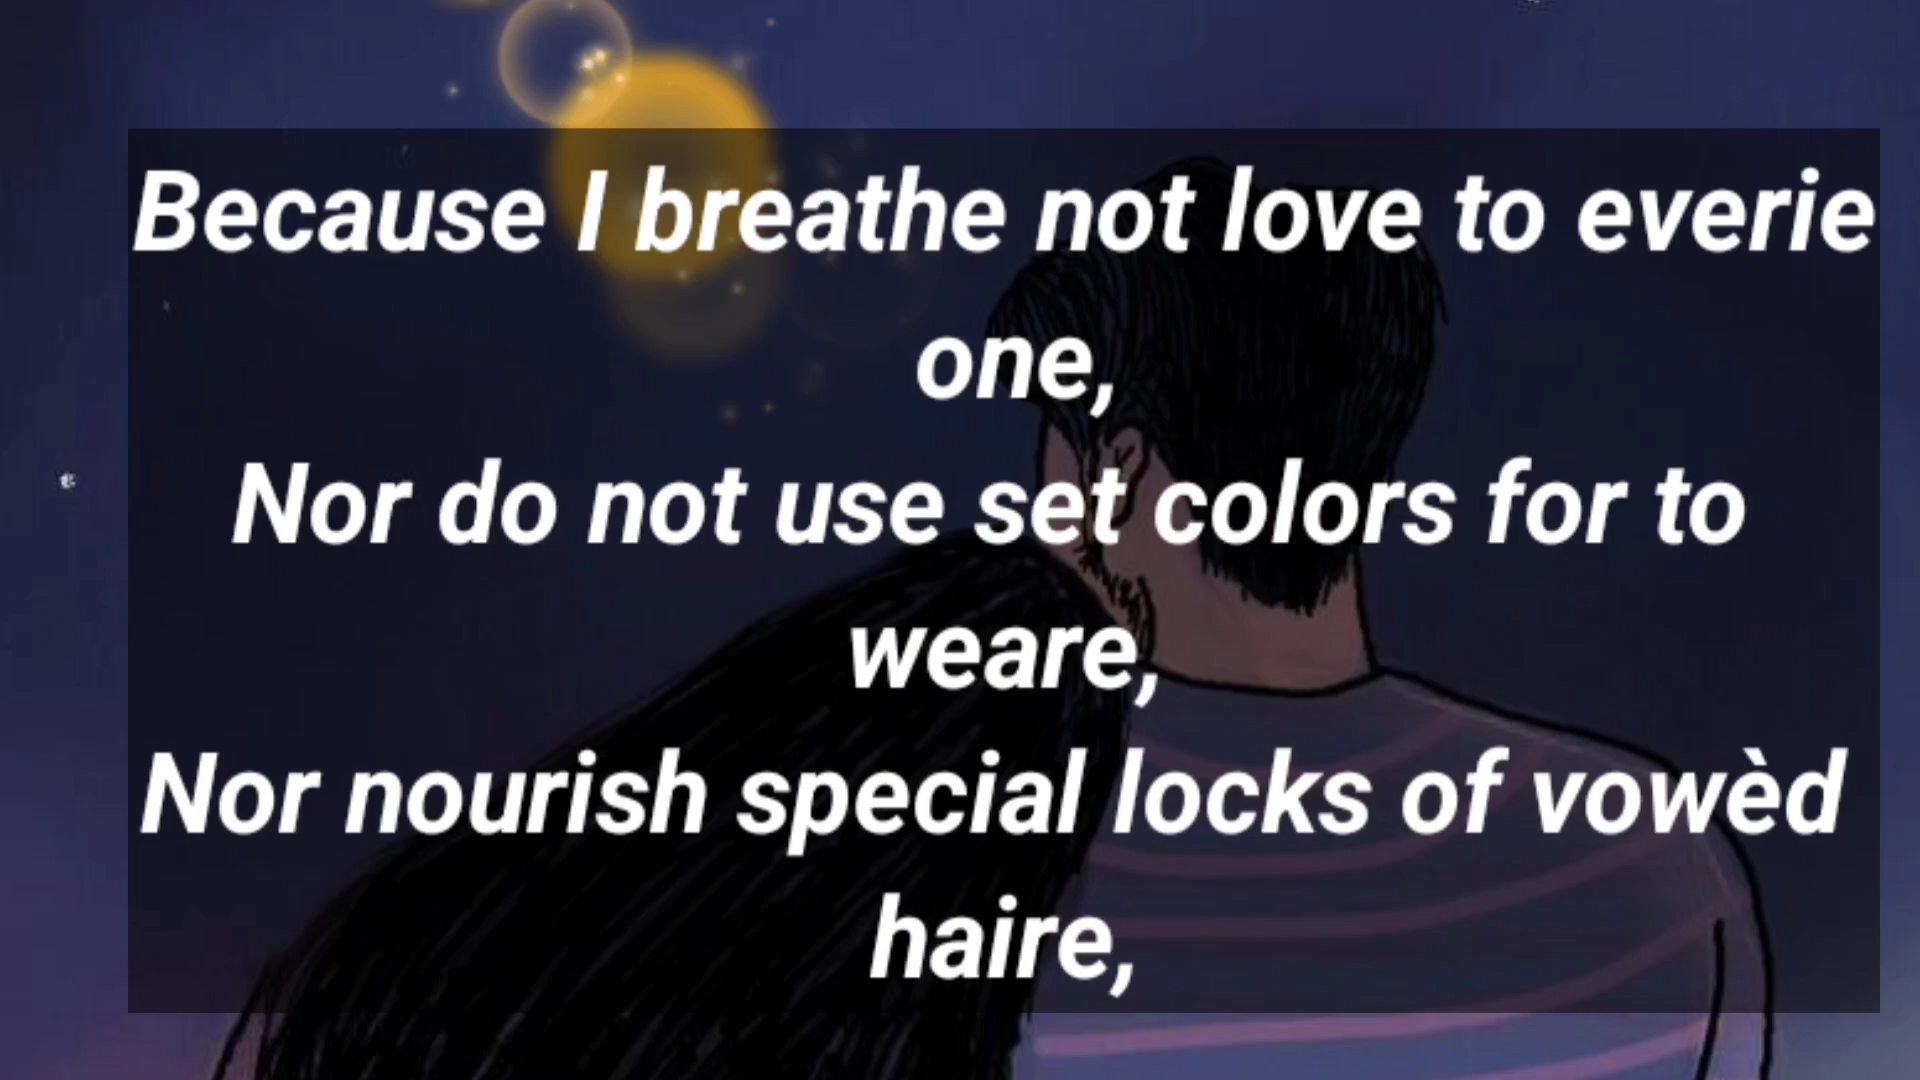 Because I breathe not love to everie
one,
Nor do not use set colors for to
weare,
Nor nourish special locks of vowèd
haire,